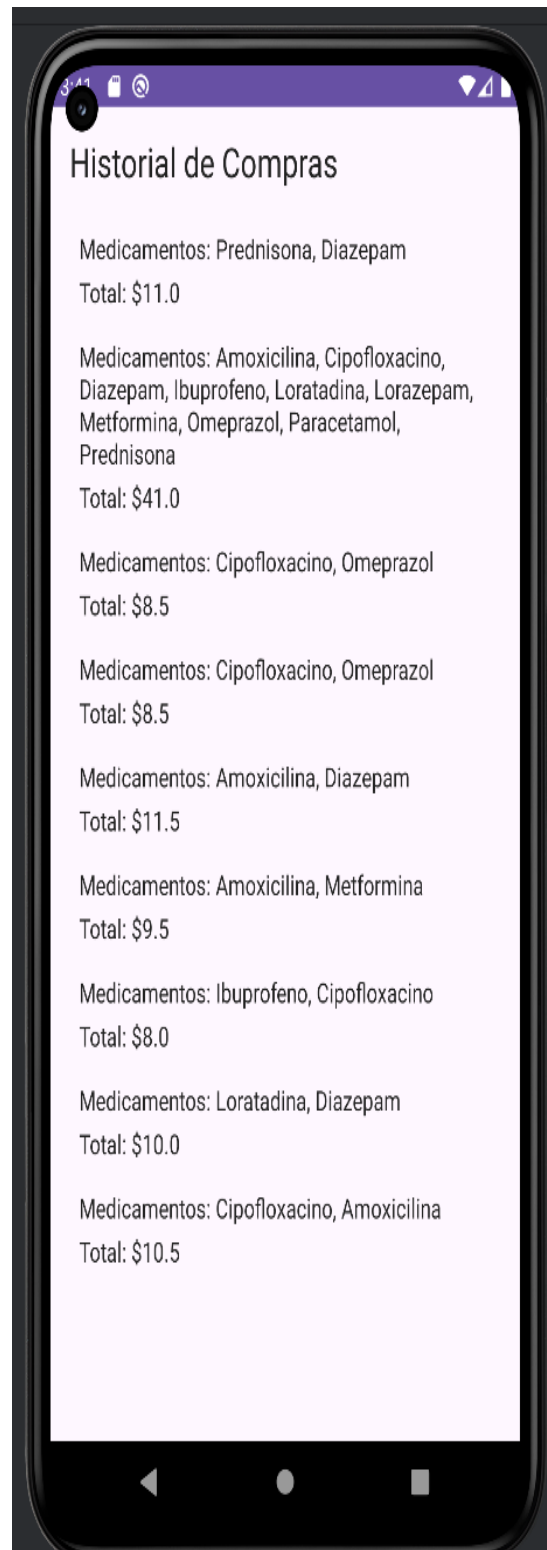 3:41
Historial de Compras
Medicamentos: Prednisona, Diazepam
Total: $11.0
Medicamentos: Amoxicilina, Cipofloxacino,
Diazepam, Ibuprofeno, Loratadina, Lorazepam,
Metformina, Omeprazol, Paracetamol,
Prednisona
Total: $41.0
Medicamentos: Cipofloxacino, Omeprazol
Total: $8.5
Medicamentos: Cipofloxacino, Omeprazol
Total: $8.5
Medicamentos: Amoxicilina, Diazepam
Total: $11.5
Medicamentos: Amoxicilina, Metformina
Total: $9.5
Medicamentos: Ibuprofeno, Cipofloxacino
Total: $8.0
Medicamentos: Loratadina, Diazepam
Total: $10.0
Medicamentos: Cipofloxacino, Amoxicilina
Total: $10.5